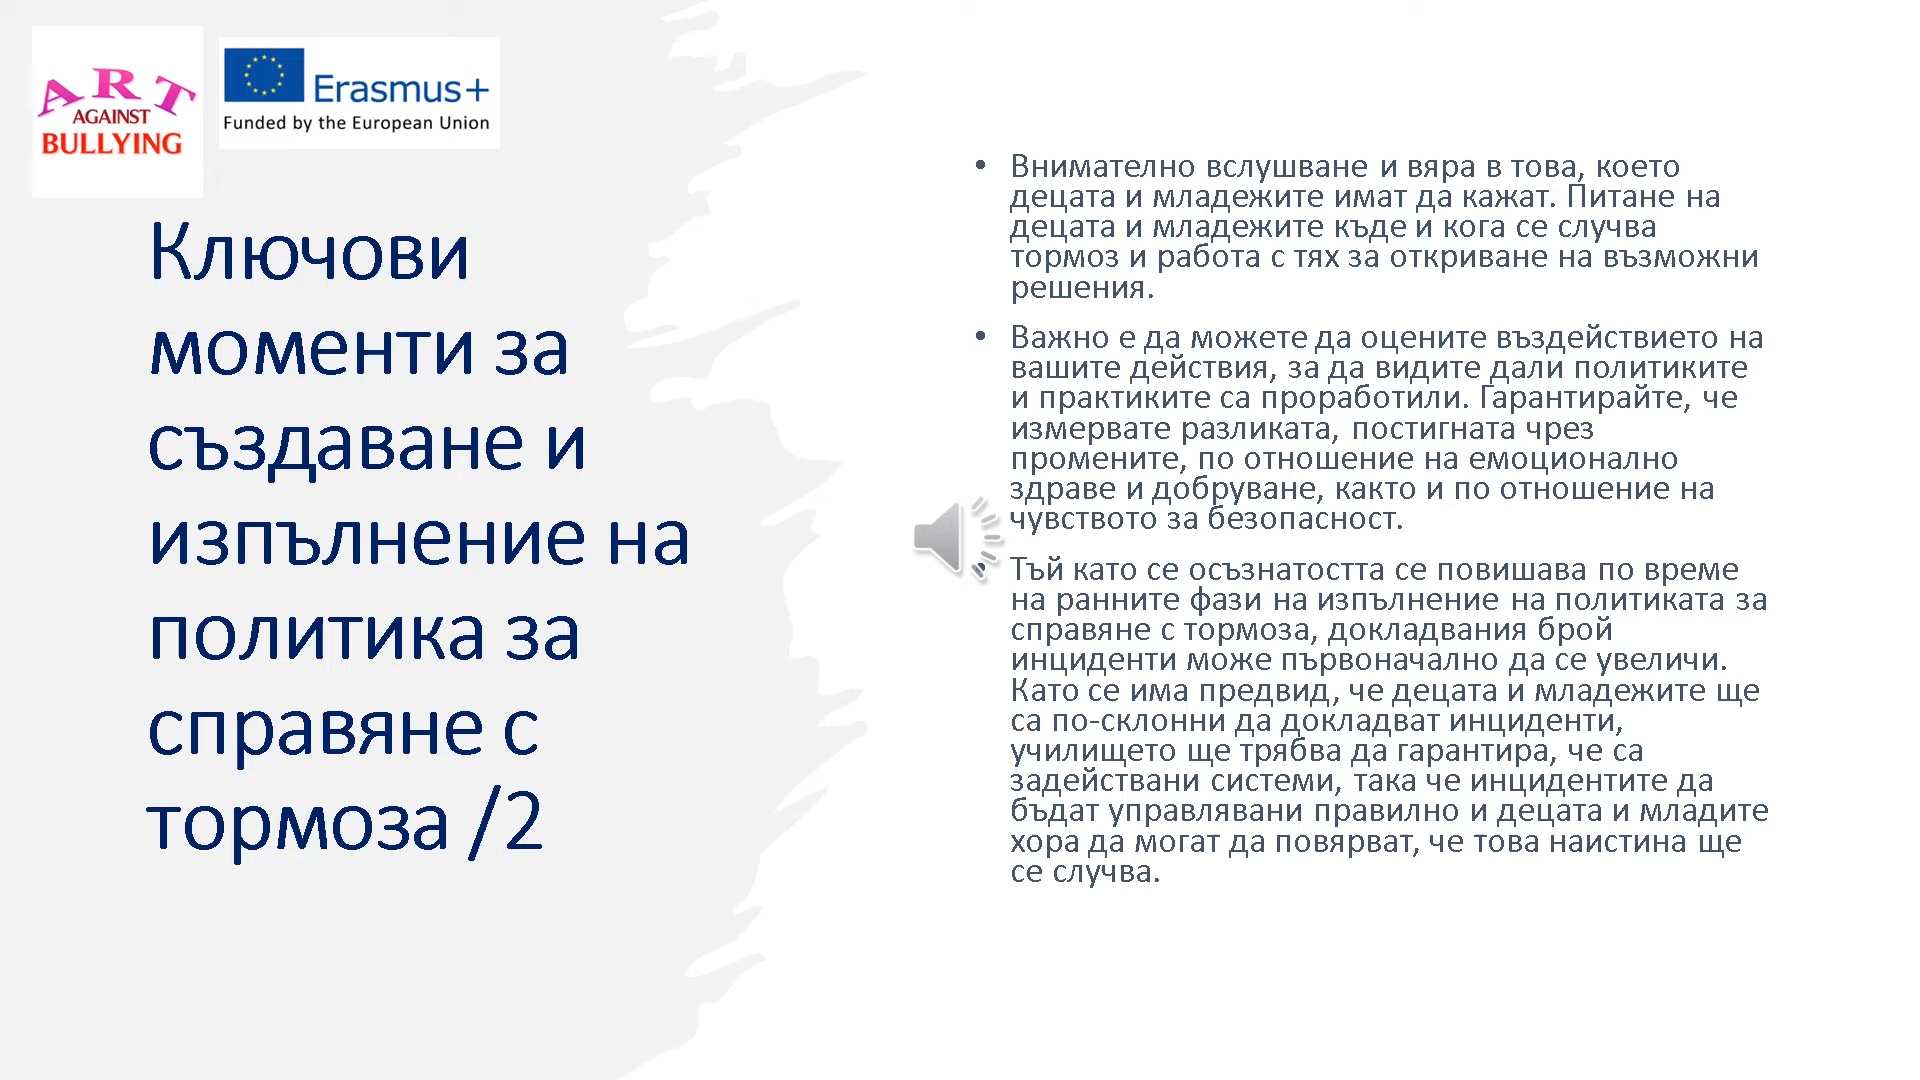 ART
AGAINST
BULLYING
Erasmus+
Funded by the European Union
Ключови
моменти за
създаване и
изпълнение на
политика за
справяне с
тормоза /2
• Внимателно вслушване и вяра в това, което
децата и младежите имат да кажат. Питане на
децата и младежите къде и кога се случва
тормоз и работа с тях за откриване на възможни
решения.
• Важно е да можете да оцените въздействието на
вашите действия, за да видите дали политиките
и практиките са проработили. Гарантирайте, че
измервате разликата, постигната чрез
промените, по отношение на емоционално
здраве и добруване, както и по отношение на
чувството за безопасност.
• Тъй като се осъзнатостта се повишава по време
на ранните фази на изпълнение на политиката за
справяне с тормоза, докладвания брой
инциденти може първоначално да се увеличи.
Като се има предвид, че децата и младежите ще
са по-склонни да докладват инциденти,
училището ще трябва да гарантира, че са
задействани системи, така че инцидентите да
бъдат управлявани правилно и децата и младите
хора да могат да повярват, че това наистина ще
се случва.